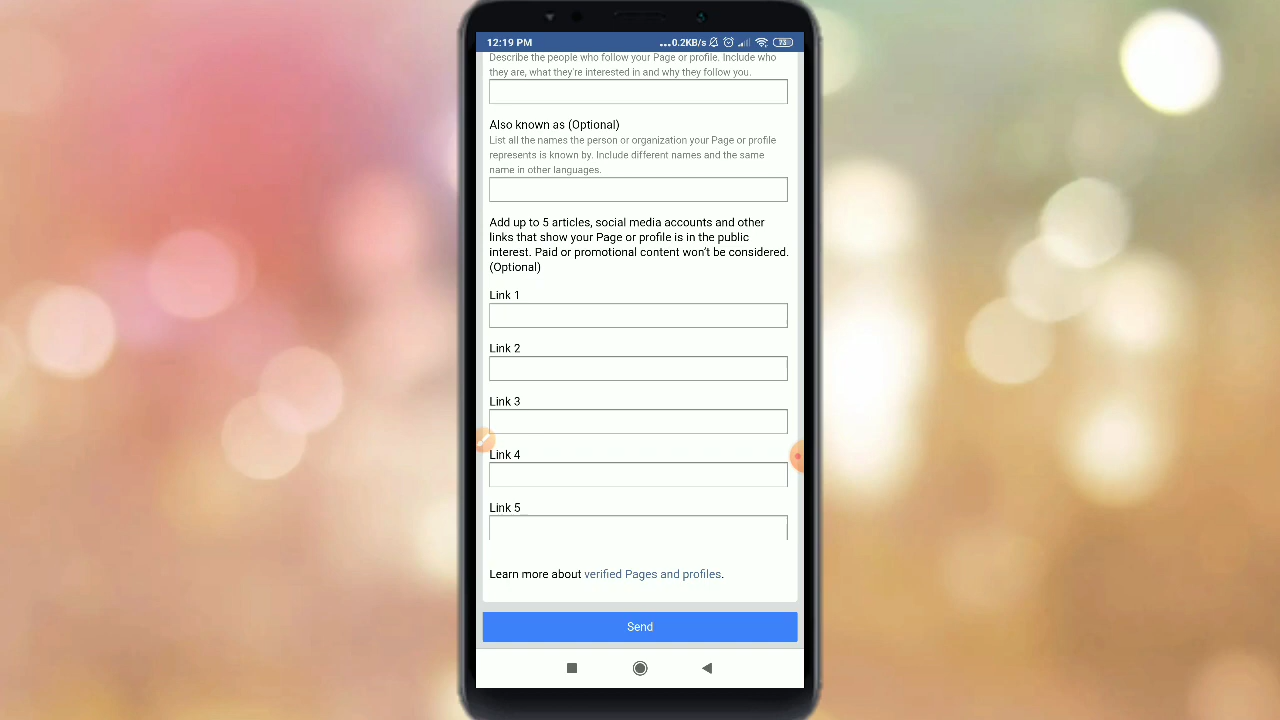 12:19 PM
...0.2KB/s
73
Describe the people who follow your Page or profile. Include who
they are, what they're interested in and why they follow you.
Also known as (Optional)
List all the names the person or organization your Page or profile
represents is known by. Include different names and the same
name in other languages.
Add up to 5 articles, social media accounts and other
links that show your Page or profile is in the public
interest. Paid or promotional content won't be considered.
(Optional)
Link 1
Link 2
Link 3
Link 4
Link 5
Learn more about verified Pages and profiles.
Send